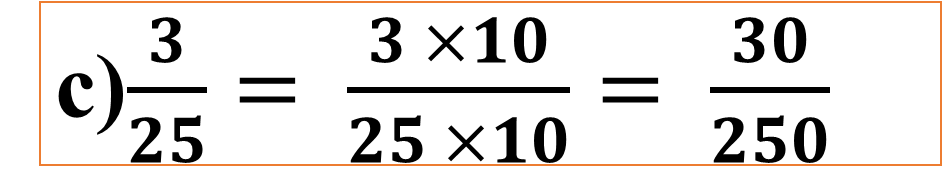 c) 3/25 = 3 ×10/25 ×10 = 30/250